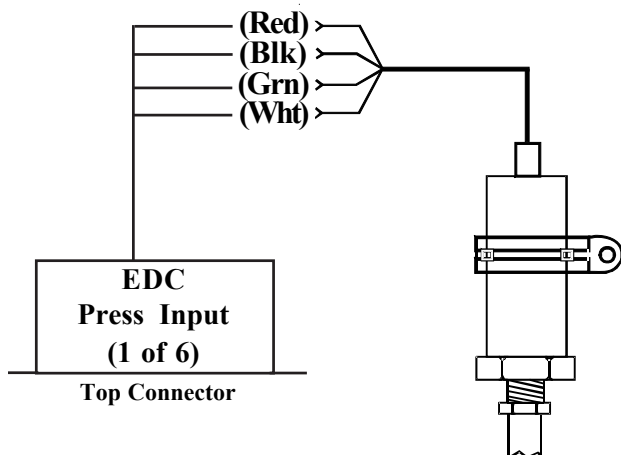 (Red)
(Blk)
(Grn)
(Wht)
EDC
Press Input
(1 of 6)
Top Connector